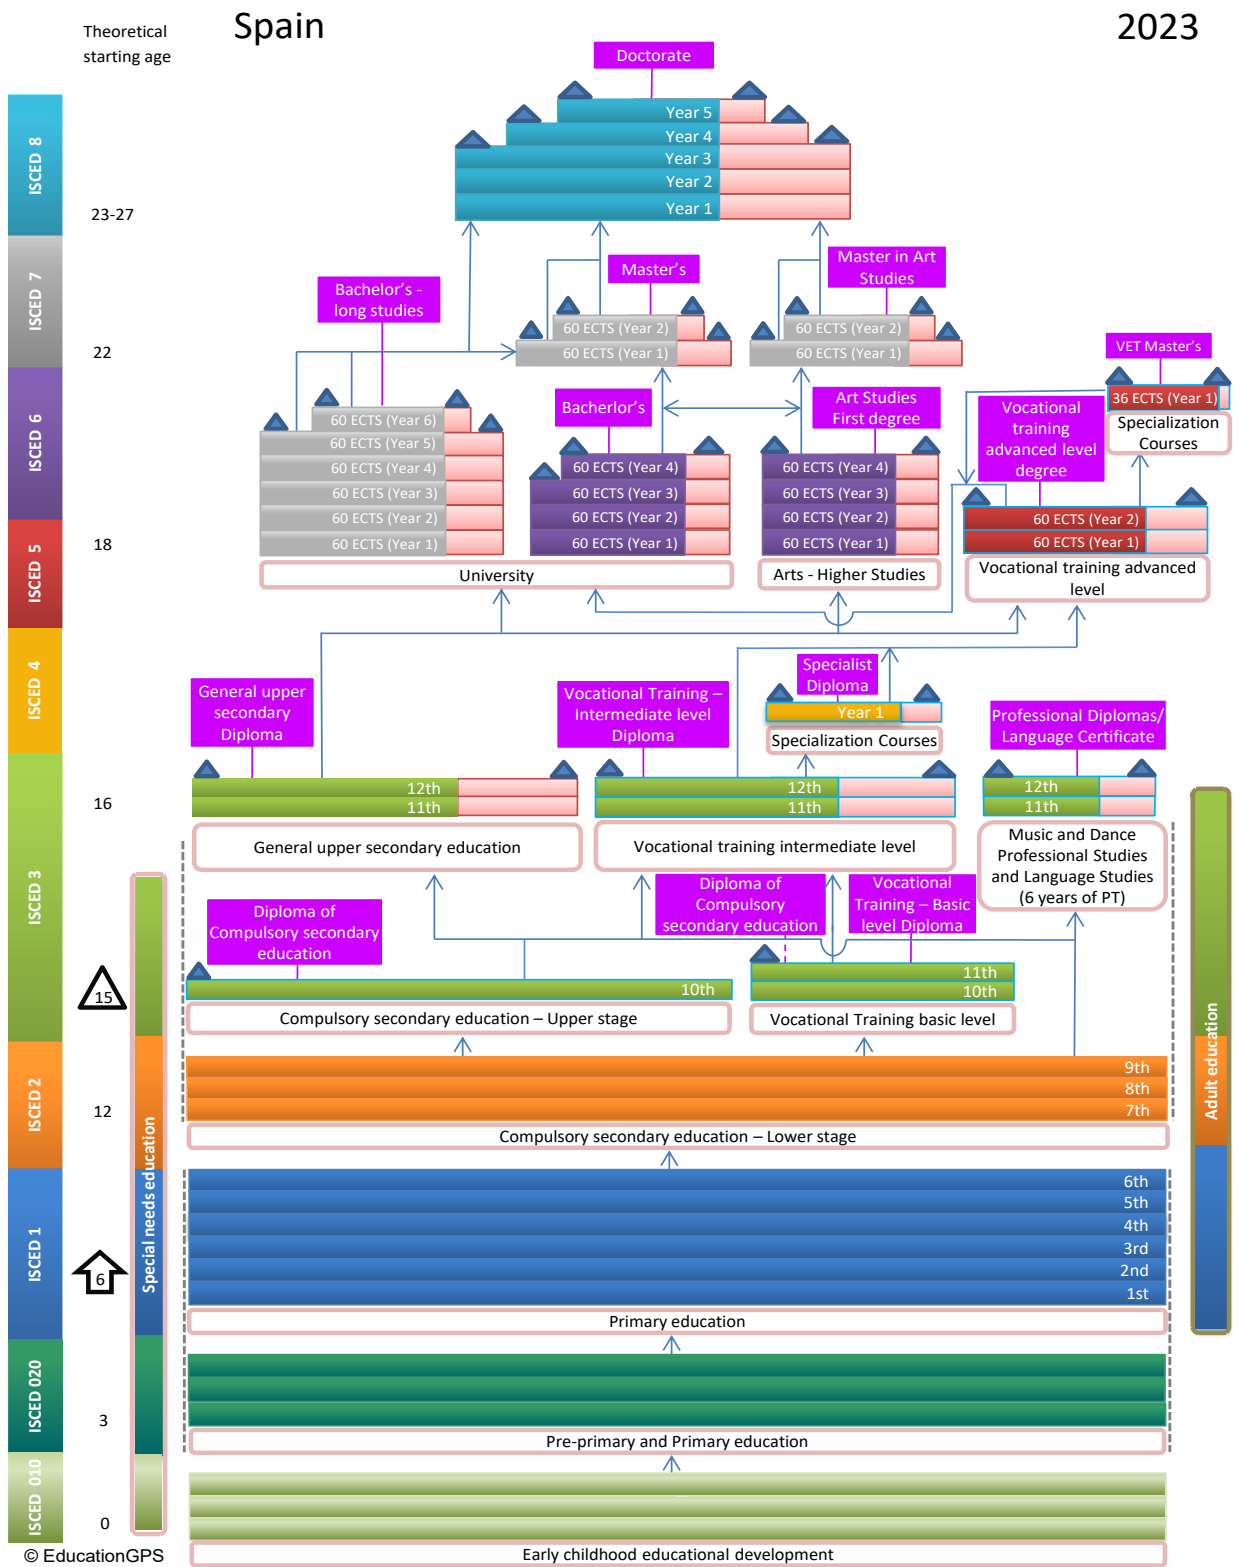 Theoretical
starting age
Spain
2023
Doctorate
Year 5
Year 4
Year 3
Year 2
Year 1
ISCED 8
23-27
ISCED 7
Bachelor's -
long studies
Master's
Master in Art
Studies
60 ECTS (Year 2)
60 ECTS (Year 1)
60 ECTS (Year 2)
60 ECTS (Year 1)
22
VET Master's
36 ECTS (Year 1)
Specialization
Courses
ISCED 6
60 ECTS (Year 6)
60 ECTS (Year 5)
60 ECTS (Year 4)
60 ECTS (Year 3)
60 ECTS (Year 2)
60 ECTS (Year 1)
Bacherlor's
60 ECTS (Year 4)
60 ECTS (Year 3)
60 ECTS (Year 2)
60 ECTS (Year 1)
Art Studies
First degree
60 ECTS (Year 4)
60 ECTS (Year 3)
60 ECTS (Year 2)
60 ECTS (Year 1)
Vocational
training
advanced level
degree
60 ECTS (Year 2)
60 ECTS (Year 1)
ISCED 5
18
University
Arts - Higher Studies
Vocational training advanced
level
ISCED 4
General upper
secondary
Diploma
Vocational Training –
Intermediate level
Diploma
Specialist
Diploma
Year 1
Specialization Courses
Professional Diplomas/
Language Certificate
ISCED 3
16
12th
11th
12th
11th
12th
11th
General upper secondary education
Vocational training intermediate level
Music and Dance
Professional Studies
and Language Studies
(6 years of PT)
Diploma of
Compulsory secondary
education
Diploma of
Compulsory
secondary education
Vocational
Training – Basic
level Diploma
15
10th
11th
10th
Compulsory secondary education – Upper stage
Vocational Training basic level
ISCED 2
12
9th
8th
7th
Compulsory secondary education – Lower stage
Special needs education
Adult education
ISCED 1
6
6th
5th
4th
3rd
2nd
1st
Primary education
ISCED 020
3
Pre-primary and Primary education
ISCED 010
0
Early childhood educational development
© EducationGPS